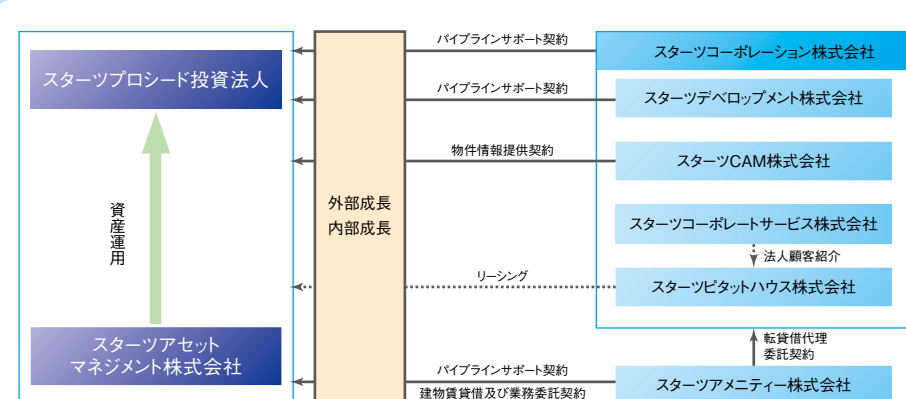 スターツプロシード投資法人
資産運用
スターツアセット
マネジメント株式会社
外部成長
内部成長
パイプラインサポート契約
パイプラインサポート契約
物件情報提供契約
リーシング
パイプラインサポート契約
建物賃貸借及び業務委託契約
スターツコーポレーション株式会社
スターツデベロップメント株式会社
スターツCAM株式会社
スターツコーポレートサービス株式会社
法人顧客紹介
スターツピタットハウス株式会社
転貸借代理
委託契約
スターツアメニティー株式会社